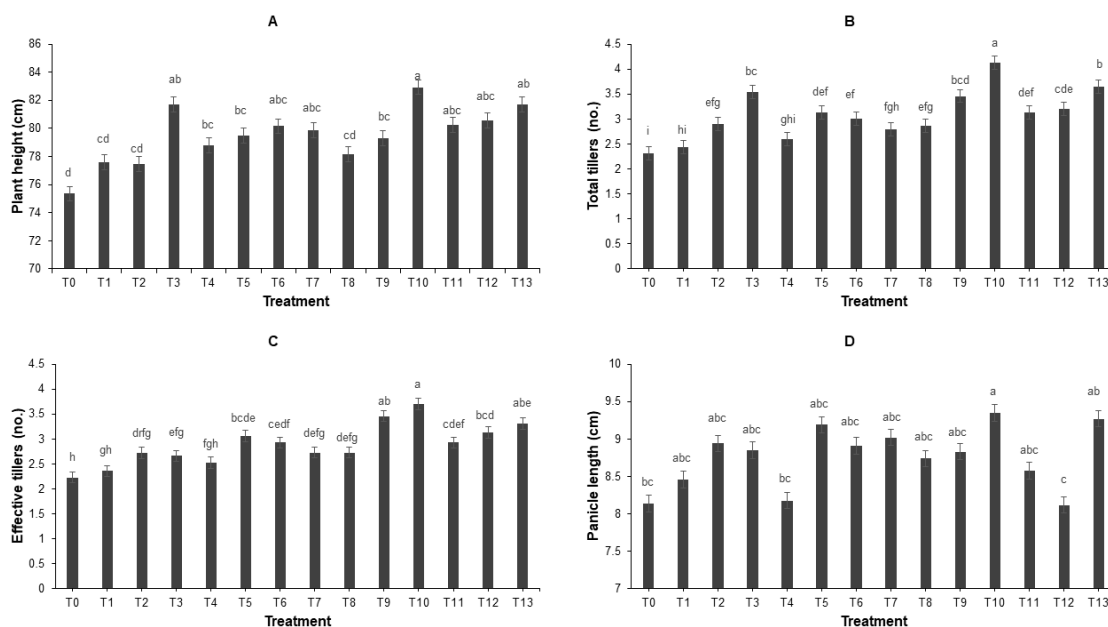 A
Plant height (cm)
86
84
82
80
78
76
74
72
70
d
cd
cd
ab
bc
bc
abc
abc
cd
bc
a
abc
abc
ab
T0 T1 T2 T3 T4 T5 T6 T7 T8 T9 T10 T11 T12 T13
Treatment
B
Total tillers (no.)
4.5
4
3.5
3
2.5
2
1.5
1
0.5
0
i
hi
efg
bc
ghi
def
ef
fgh
efg
bcd
a
def
cde
b
T0 T1 T2 T3 T4 T5 T6 T7 T8 T9 T10 T11 T12 T13
Treatment
C
Effective tillers (no.)
4.5
4
3.5
3
2.5
2
1.5
1
0.5
0
h
gh
drfg
efg
fgh
bcde
cedf
defg
defg
ab
a
cdef
bcd
abe
T0 T1 T2 T3 T4 T5 T6 T7 T8 T9 T10 T11 T12 T13
Treatment
D
Panicle length (cm)
10
9
8
7
bc
abc
abc
abc
bc
abc
abc
abc
abc
abc
a
abc
c
ab
T0 T1 T2 T3 T4 T5 T6 T7 T8 T9 T10 T11 T12 T13
Treatment